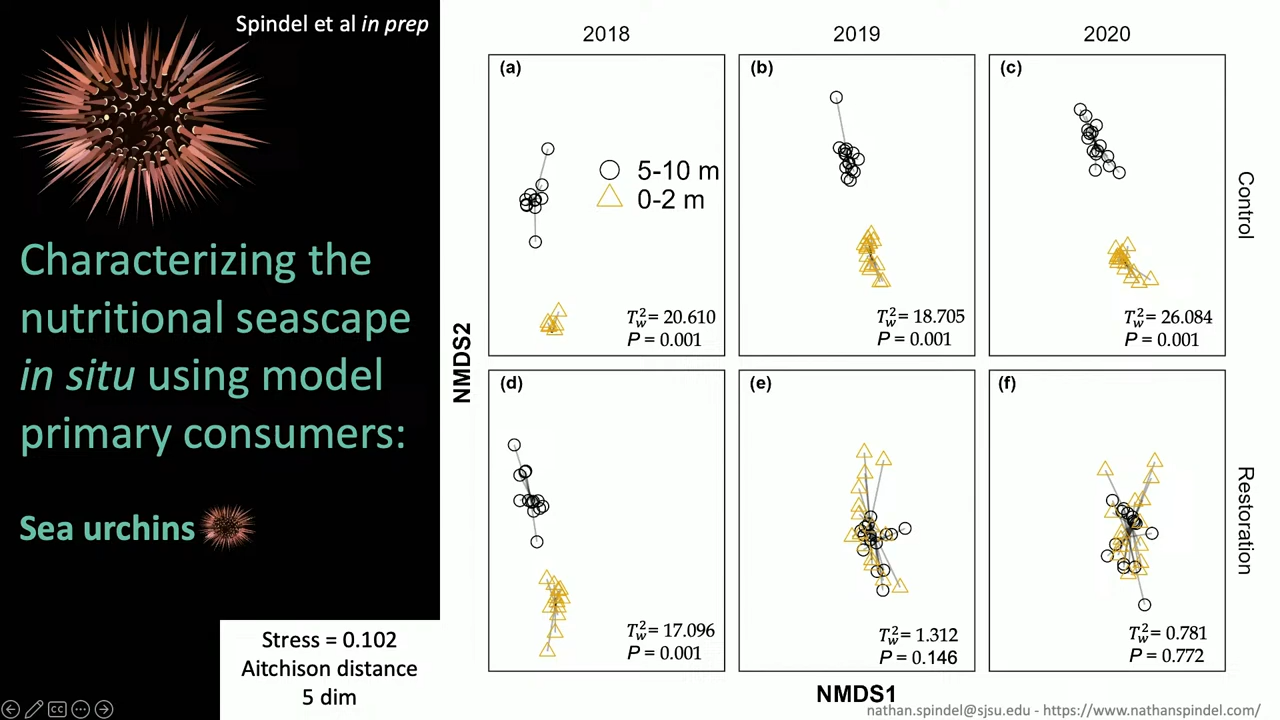 Spindel et al in prep
Characterizing the
nutritional seascape
in situ using model
primary consumers:
Sea urchins
Stress = 0.102
Aitchison distance
5 dim
2018
2019
2020
(a)
5-10 m
0-2 m
T²w = 20.610
P = 0.001
(b)
T²w = 18.705
P = 0.001
(c)
T²w = 26.084
P = 0.001
Control
NMDS2
(d)
T²w = 17.096
P = 0.001
(e)
T²w = 1.312
P = 0.146
(f)
T²w = 0.781
P = 0.772
Restoration
NMDS1
nathan.spindel@sjsu.edu - https://www.nathanspindel.com/
CC